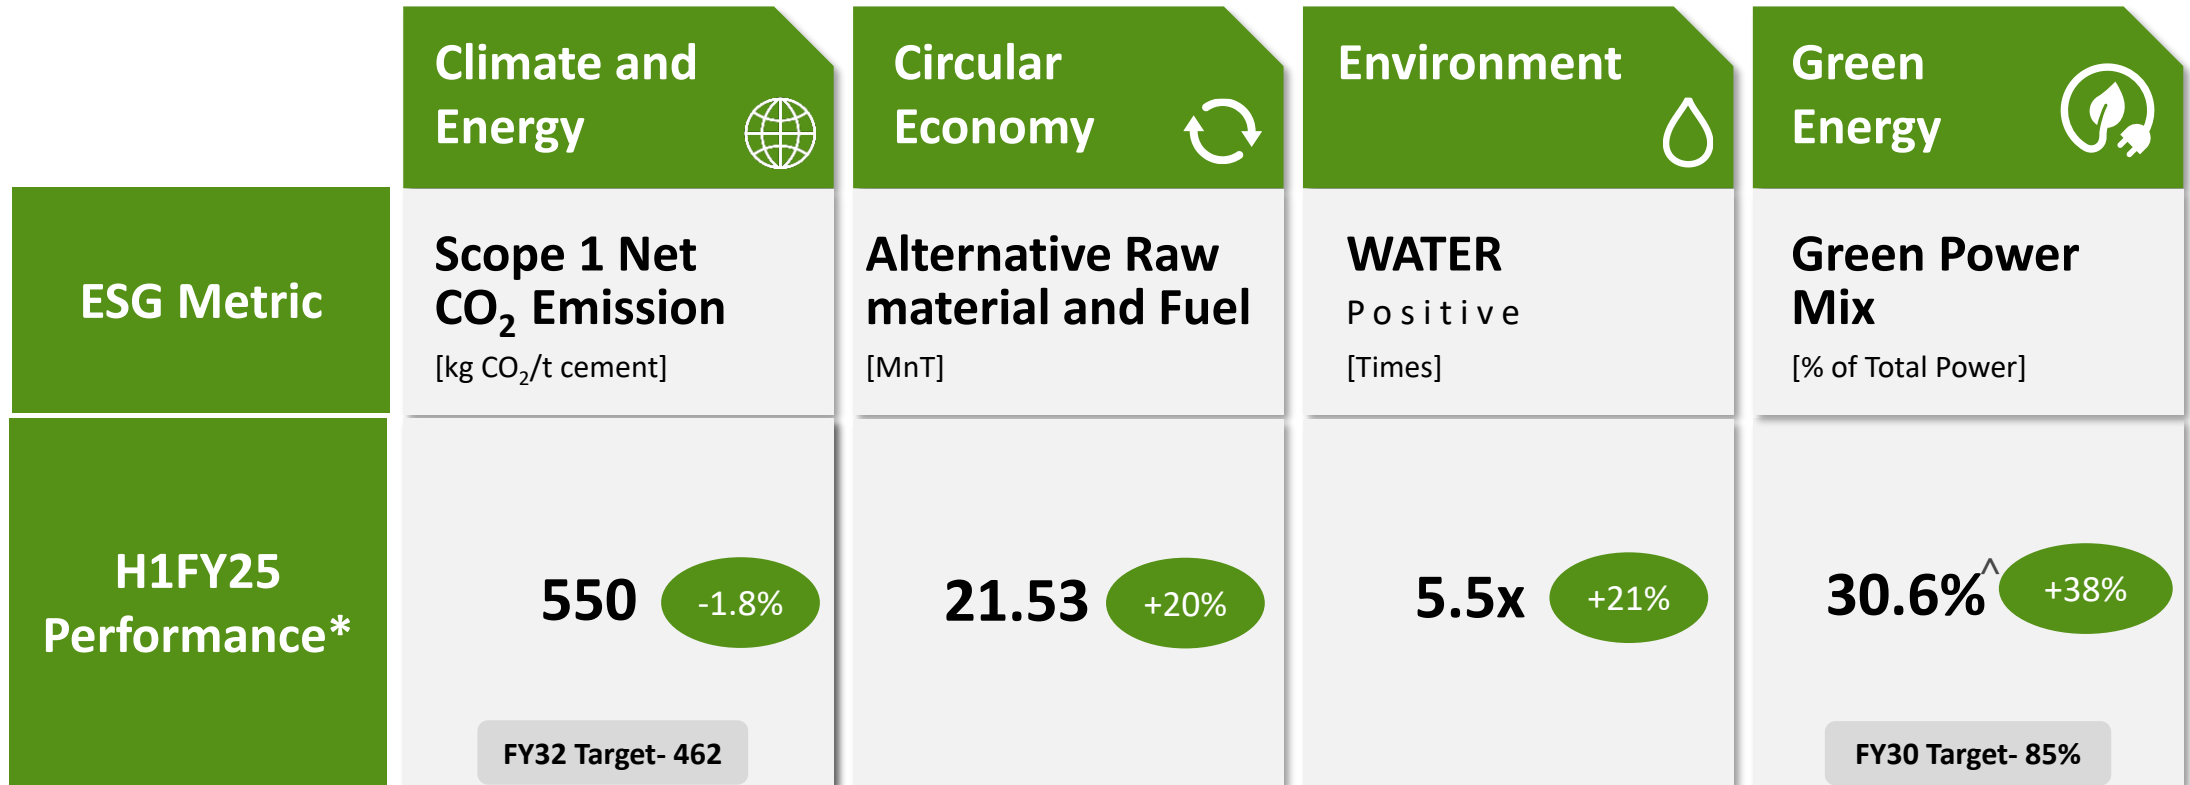 Climate and
Energy
Circular
Economy
Environment
Green
Energy
ESG Metric
Scope 1 Net
CO₂ Emission
[kg CO₂/t cement]
Alternative Raw
material and Fuel
[MnT]
WATER
Positive
[Times]
Green Power
Mix
[% of Total Power]
H1FY25
Performance*
550
-1.8%
FY32 Target- 462
21.53
+20%
5.5x
+21%
30.6%^
+38%
FY30 Target- 85%